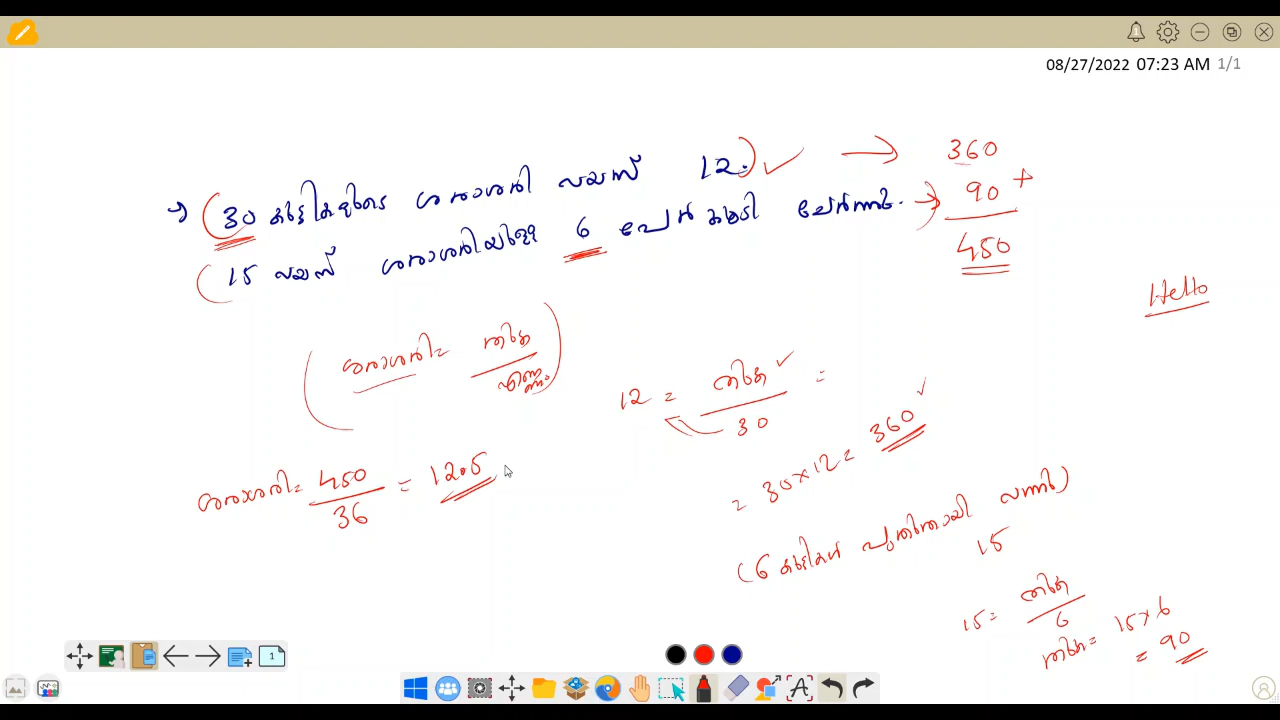 08/27/2022 07:23 AM 1/1
30 കുട്ടികളുടെ ശരാശരി വയസ് 12. → 360
15 വയസ് ശരാശരിയുള്ള 6 പേർ കൂടി ചേർന്നു. → 90 +
450
Hello
ശരാശരി = തുക / എണ്ണം
12 = തുക / 30 =
= 30 × 12 = 360
ശരാശരി = 450 / 36 = 12.5
(6 കുട്ടികൾ പുതിതായി വന്നു)
15
15 = തുക / 6
തുക = 15 × 6
= 90
1